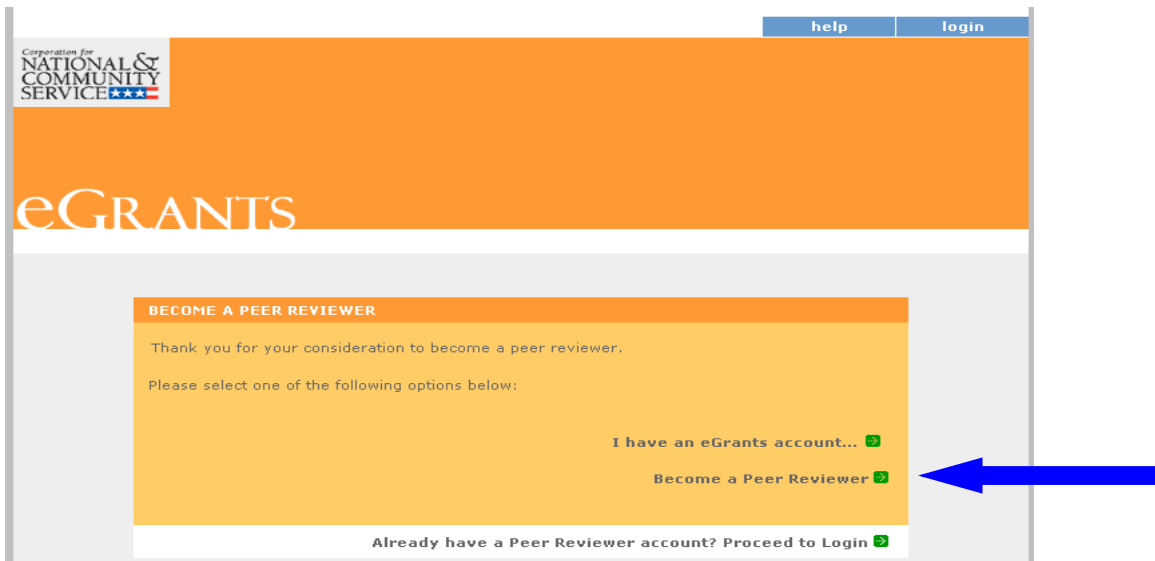 help login
Corporation for
NATIONAL &
COMMUNITY
SERVICE
eGRANTS
BECOME A PEER REVIEWER
Thank you for your consideration to become a peer reviewer.
Please select one of the following options below:
I have an eGrants account...
Become a Peer Reviewer
Already have a Peer Reviewer account? Proceed to Login